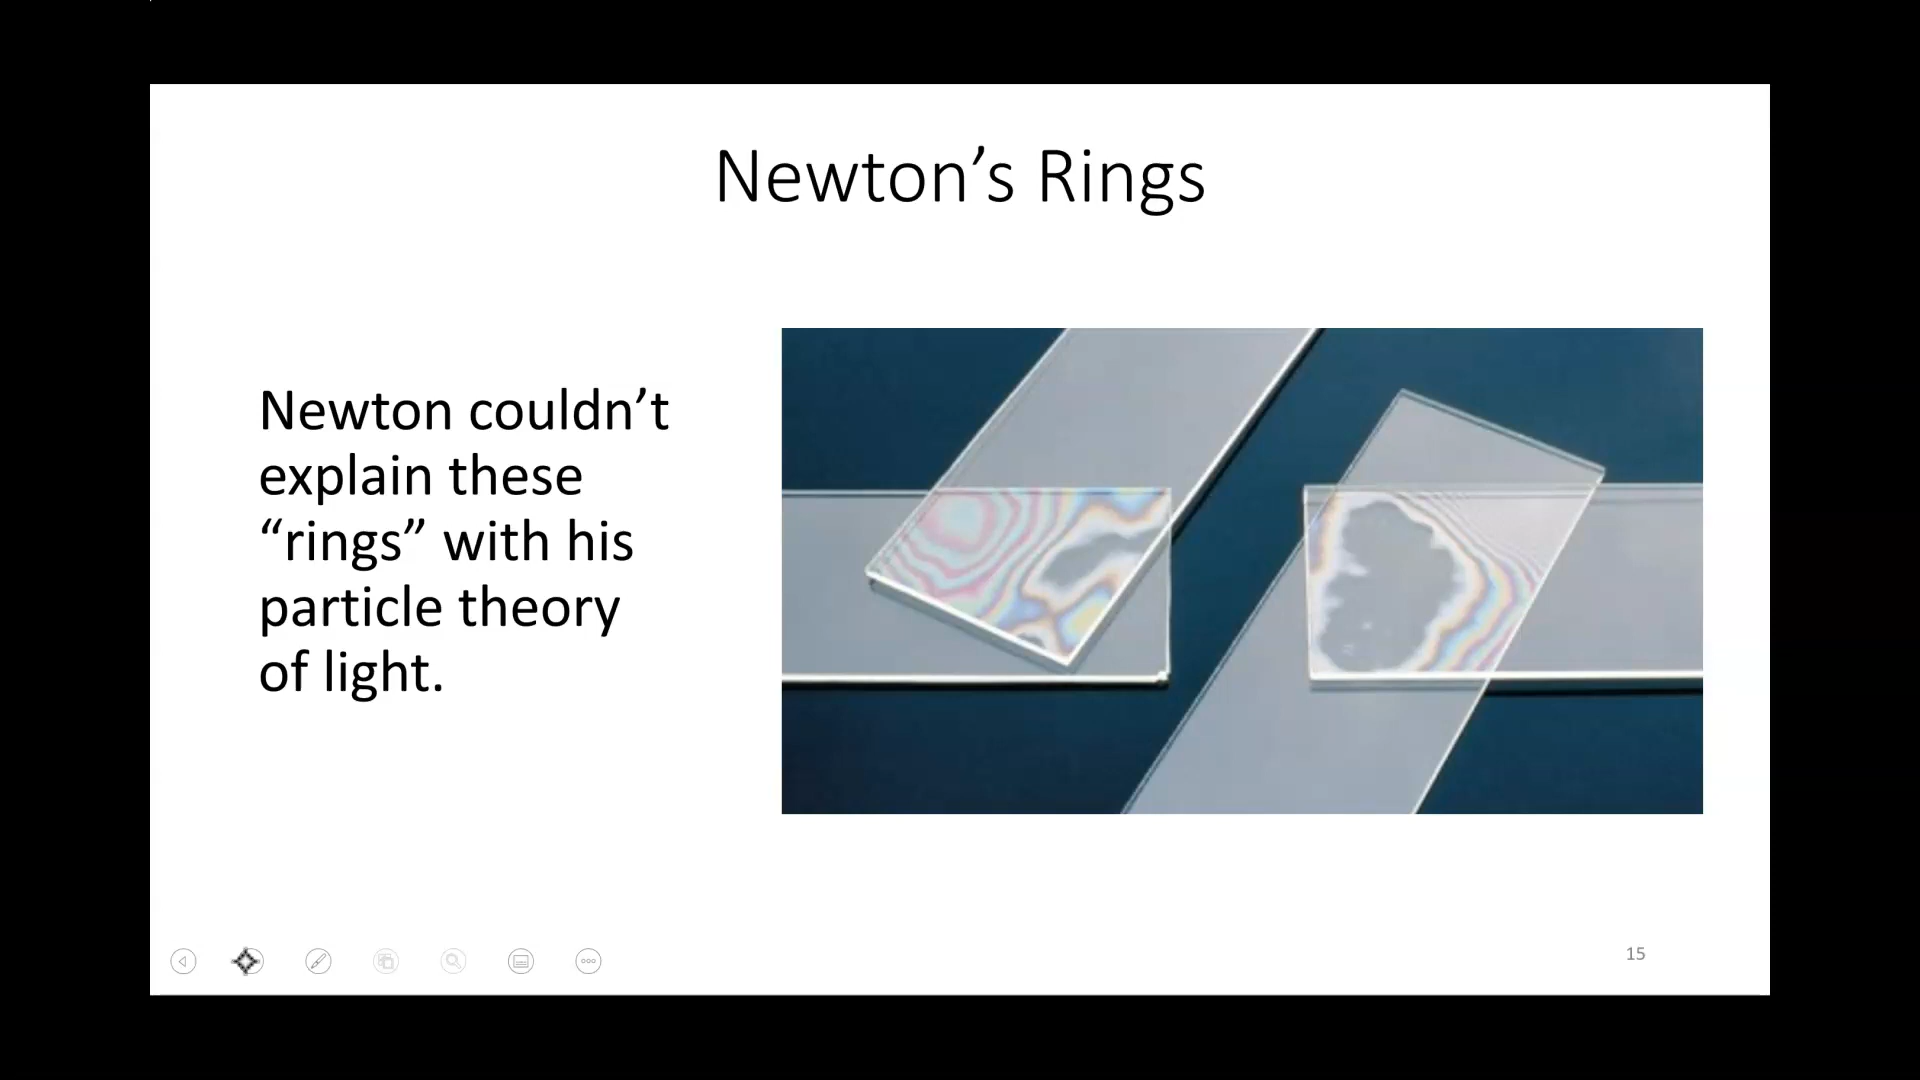 Newton’s Rings
Newton couldn’t
explain these
“rings” with his
particle theory
of light.
15